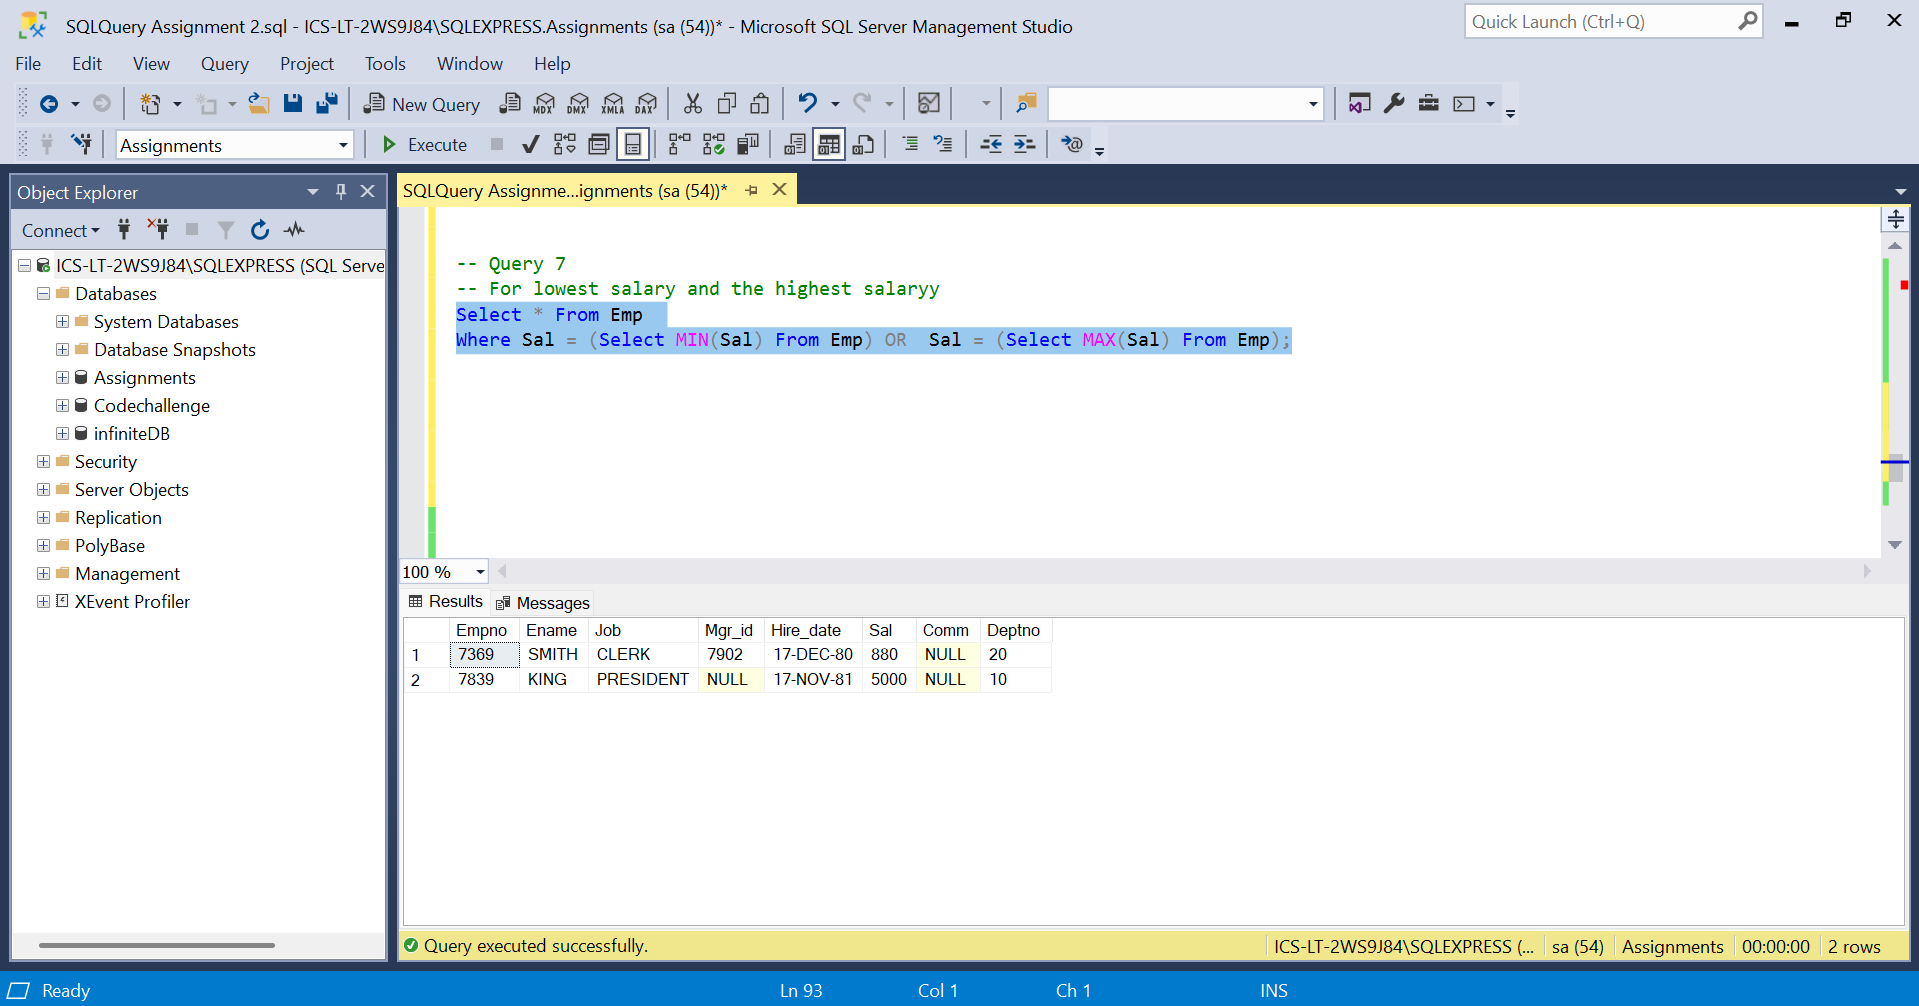 SQLQuery Assignment 2.sql - ICS-LT-2WS9J84\SQLEXPRESS.Assignments (sa (54))* - Microsoft SQL Server Management Studio
Quick Launch (Ctrl+Q)
File Edit View Query Project Tools Window Help
New Query MDX DMX XMLA DAX
Assignments Execute
Object Explorer
Connect
ICS-LT-2WS9J84\SQLEXPRESS (SQL Serve
Databases
System Databases
Database Snapshots
Assignments
Codechallenge
infiniteDB
Security
Server Objects
Replication
PolyBase
Management
XEvent Profiler
SQLQuery Assignme...ignments (sa (54))*
-- Query 7
-- For lowest salary and the highest salaryy
Select * From Emp
Where Sal = (Select MIN(Sal) From Emp) OR  Sal = (Select MAX(Sal) From Emp);
100 %
Results Messages
Empno Ename Job Mgr_id Hire_date Sal Comm Deptno
1 7369 SMITH CLERK 7902 17-DEC-80 880 NULL 20
2 7839 KING PRESIDENT NULL 17-NOV-81 5000 NULL 10
Query executed successfully.
ICS-LT-2WS9J84\SQLEXPRESS (... sa (54) Assignments 00:00:00 2 rows
Ready Ln 93 Col 1 Ch 1 INS